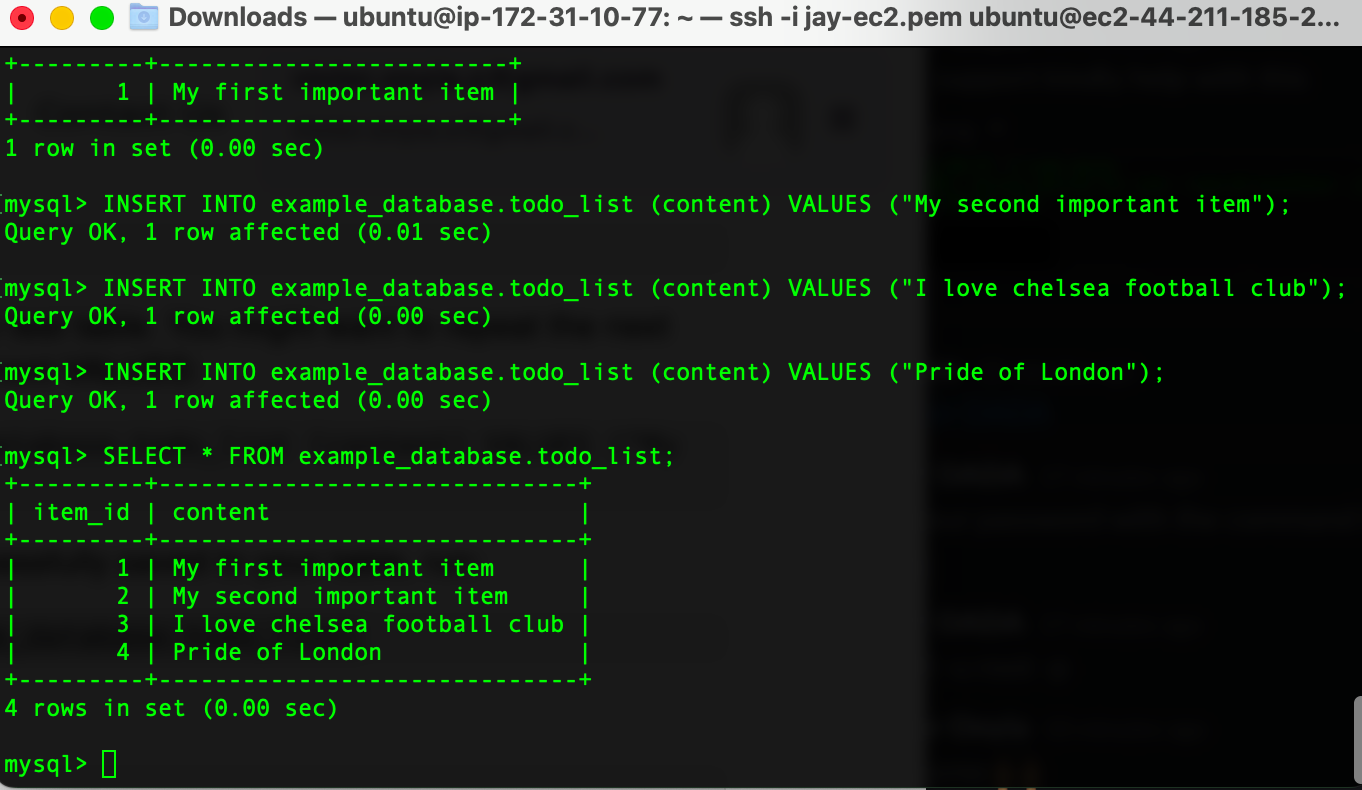 Downloads — ubuntu@ip-172-31-10-77: ~ — ssh -i jay-ec2.pem ubuntu@ec2-44-211-185-2...
+---------+-------------------------+
|       1 | My first important item |
+---------+-------------------------+
1 row in set (0.00 sec)
[mysql> INSERT INTO example_database.todo_list (content) VALUES ("My second important item");
Query OK, 1 row affected (0.01 sec)
[mysql> INSERT INTO example_database.todo_list (content) VALUES ("I love chelsea football club");
Query OK, 1 row affected (0.00 sec)
[mysql> INSERT INTO example_database.todo_list (content) VALUES ("Pride of London");
Query OK, 1 row affected (0.00 sec)
[mysql> SELECT * FROM example_database.todo_list;
+---------+------------------------------+
| item_id | content                      |
+---------+------------------------------+
|       1 | My first important item      |
|       2 | My second important item     |
|       3 | I love chelsea football club |
|       4 | Pride of London              |
+---------+------------------------------+
4 rows in set (0.00 sec)
mysql>